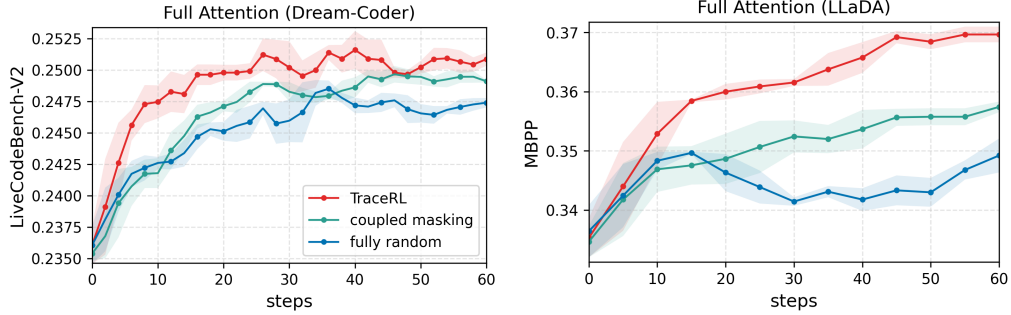 Full Attention (Dream-Coder)
LiveCodeBench-V2
0.2525
0.2500
0.2475
0.2450
0.2425
0.2400
0.2375
0.2350
TraceRL
coupled masking
fully random
0 10 20 30 40 50 60
steps
Full Attention (LLaDA)
MBPP
0.37
0.36
0.35
0.34
0 10 20 30 40 50 60
steps